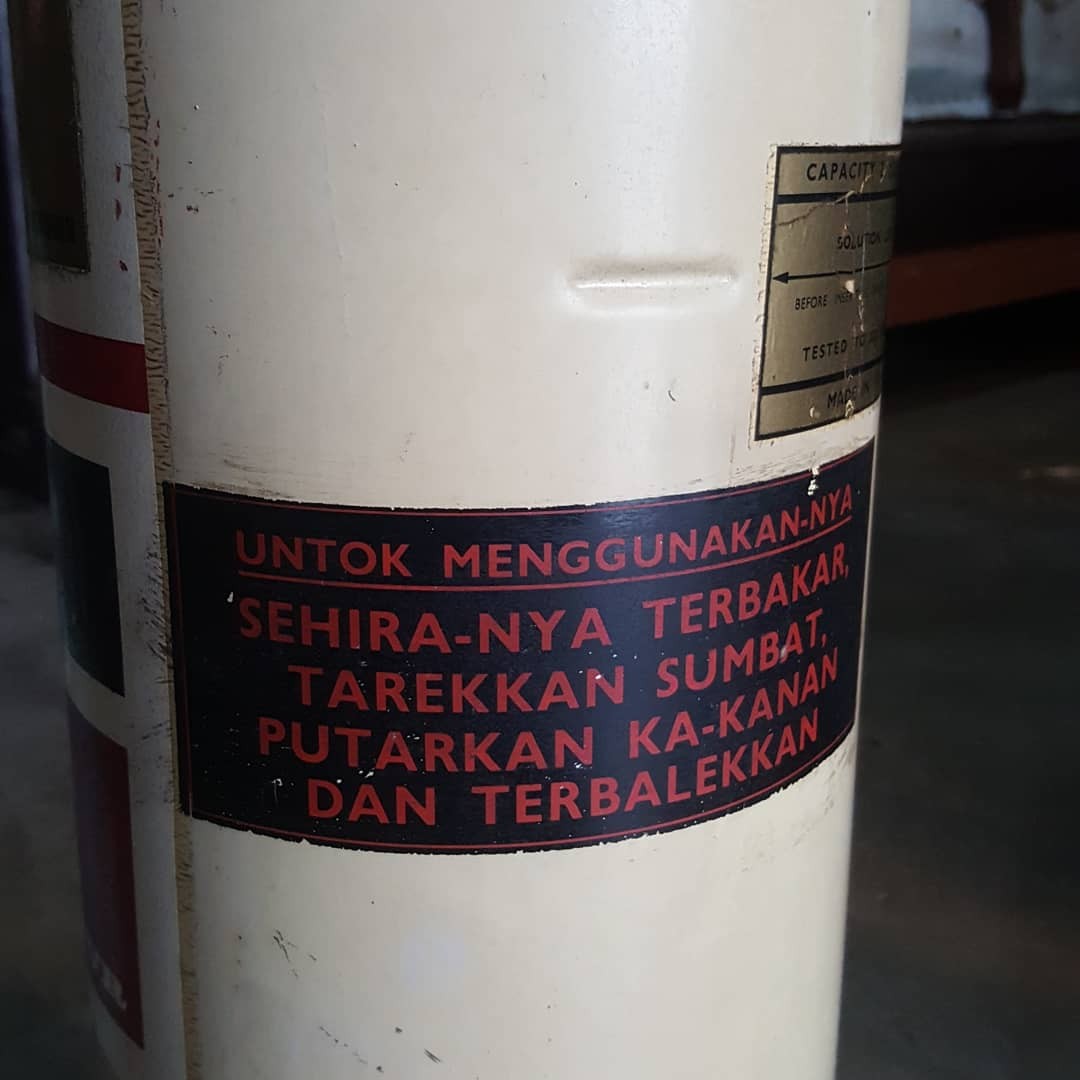 CAPACITY
SOLUTION
BEFORE
TESTED TO
MADE IN
UNTOK MENGGUNAKAN-NYA
SEHIRA-NYA TERBAKAR,
TAREKKAN SUMBAT,
PUTARKAN KA-KANAN
DAN TERBALEKKAN